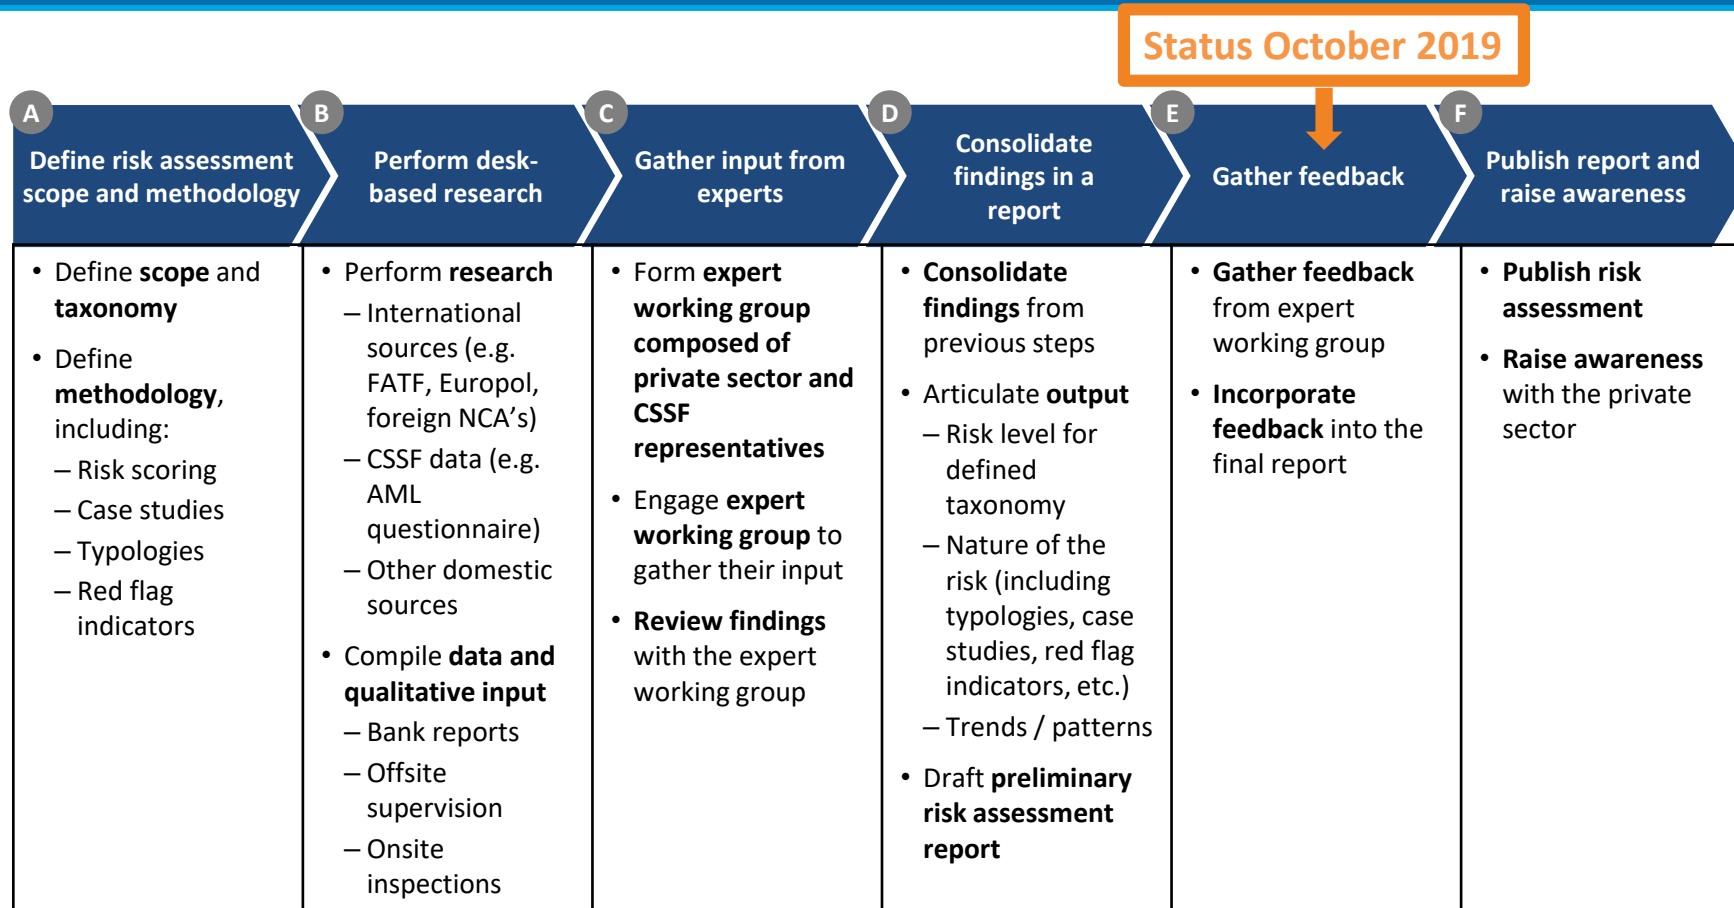 Status October 2019
A
Define risk assessment
scope and methodology
B
Perform desk-
based research
C
Gather input from
experts
D
Consolidate
findings in a
report
E
Gather feedback
F
Publish report and
raise awareness
• Define scope and
taxonomy
• Define
methodology,
including:
– Risk scoring
– Case studies
– Typologies
– Red flag
indicators
• Perform research
– International
sources (e.g.
FATF, Europol,
foreign NCA's)
– CSSF data (e.g.
AML
questionnaire)
– Other domestic
sources
• Compile data and
qualitative input
– Bank reports
– Offsite
supervision
– Onsite
inspections
• Form expert
working group
composed of
private sector and
CSSF
representatives
• Engage expert
working group to
gather their input
• Review findings
with the expert
working group
• Consolidate
findings from
previous steps
• Articulate output
– Risk level for
defined
taxonomy
– Nature of the
risk (including
typologies, case
studies, red flag
indicators, etc.)
– Trends / patterns
• Draft preliminary
risk assessment
report
• Gather feedback
from expert
working group
• Incorporate
feedback into the
final report
• Publish risk
assessment
• Raise awareness
with the private
sector